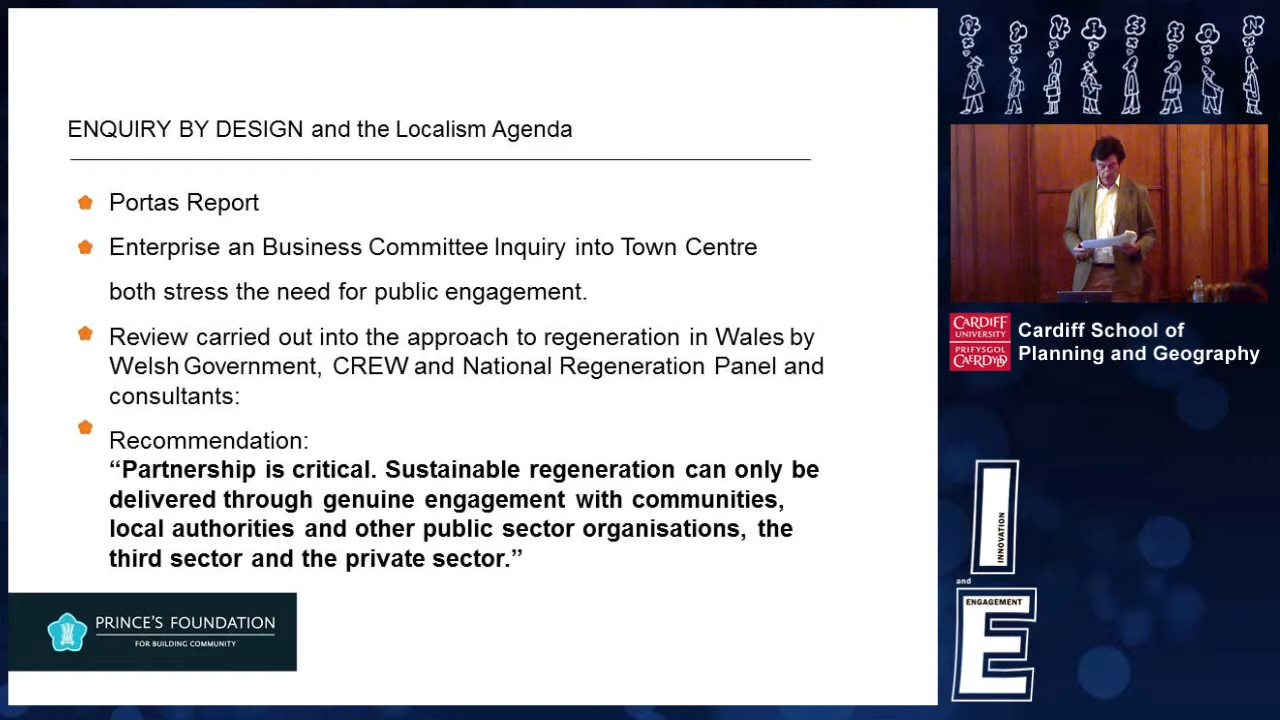 ENQUIRY BY DESIGN and the Localism Agenda
Portas Report
Enterprise an Business Committee Inquiry into Town Centre
both stress the need for public engagement.
Review carried out into the approach to regeneration in Wales by
Welsh Government, CREW and National Regeneration Panel and
consultants:
Recommendation:
“Partnership is critical. Sustainable regeneration can only be
delivered through genuine engagement with communities,
local authorities and other public sector organisations, the
third sector and the private sector.”
PRINCE'S FOUNDATION
FOR BUILDING COMMUNITY
CARDIFF
UNIVERSITY
PRIFYSGOL
CAERDYDD
Cardiff School of
Planning and Geography
INNOVATION
I
and
ENGAGEMENT
E